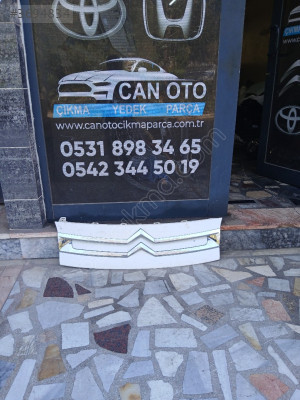 CAN OTO
ÇIKMA YEDEK PARÇA
www.canotocikmaparca.com.tr
0531 898 34 65
0542 344 50 19